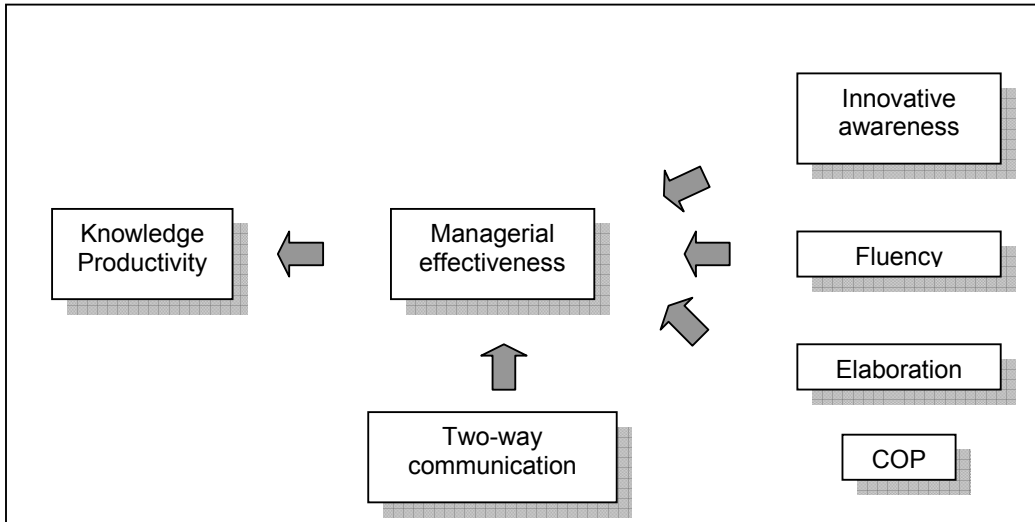 Innovative
awareness
Knowledge
Productivity
Managerial
effectiveness
Fluency
Elaboration
Two-way
communication
COP